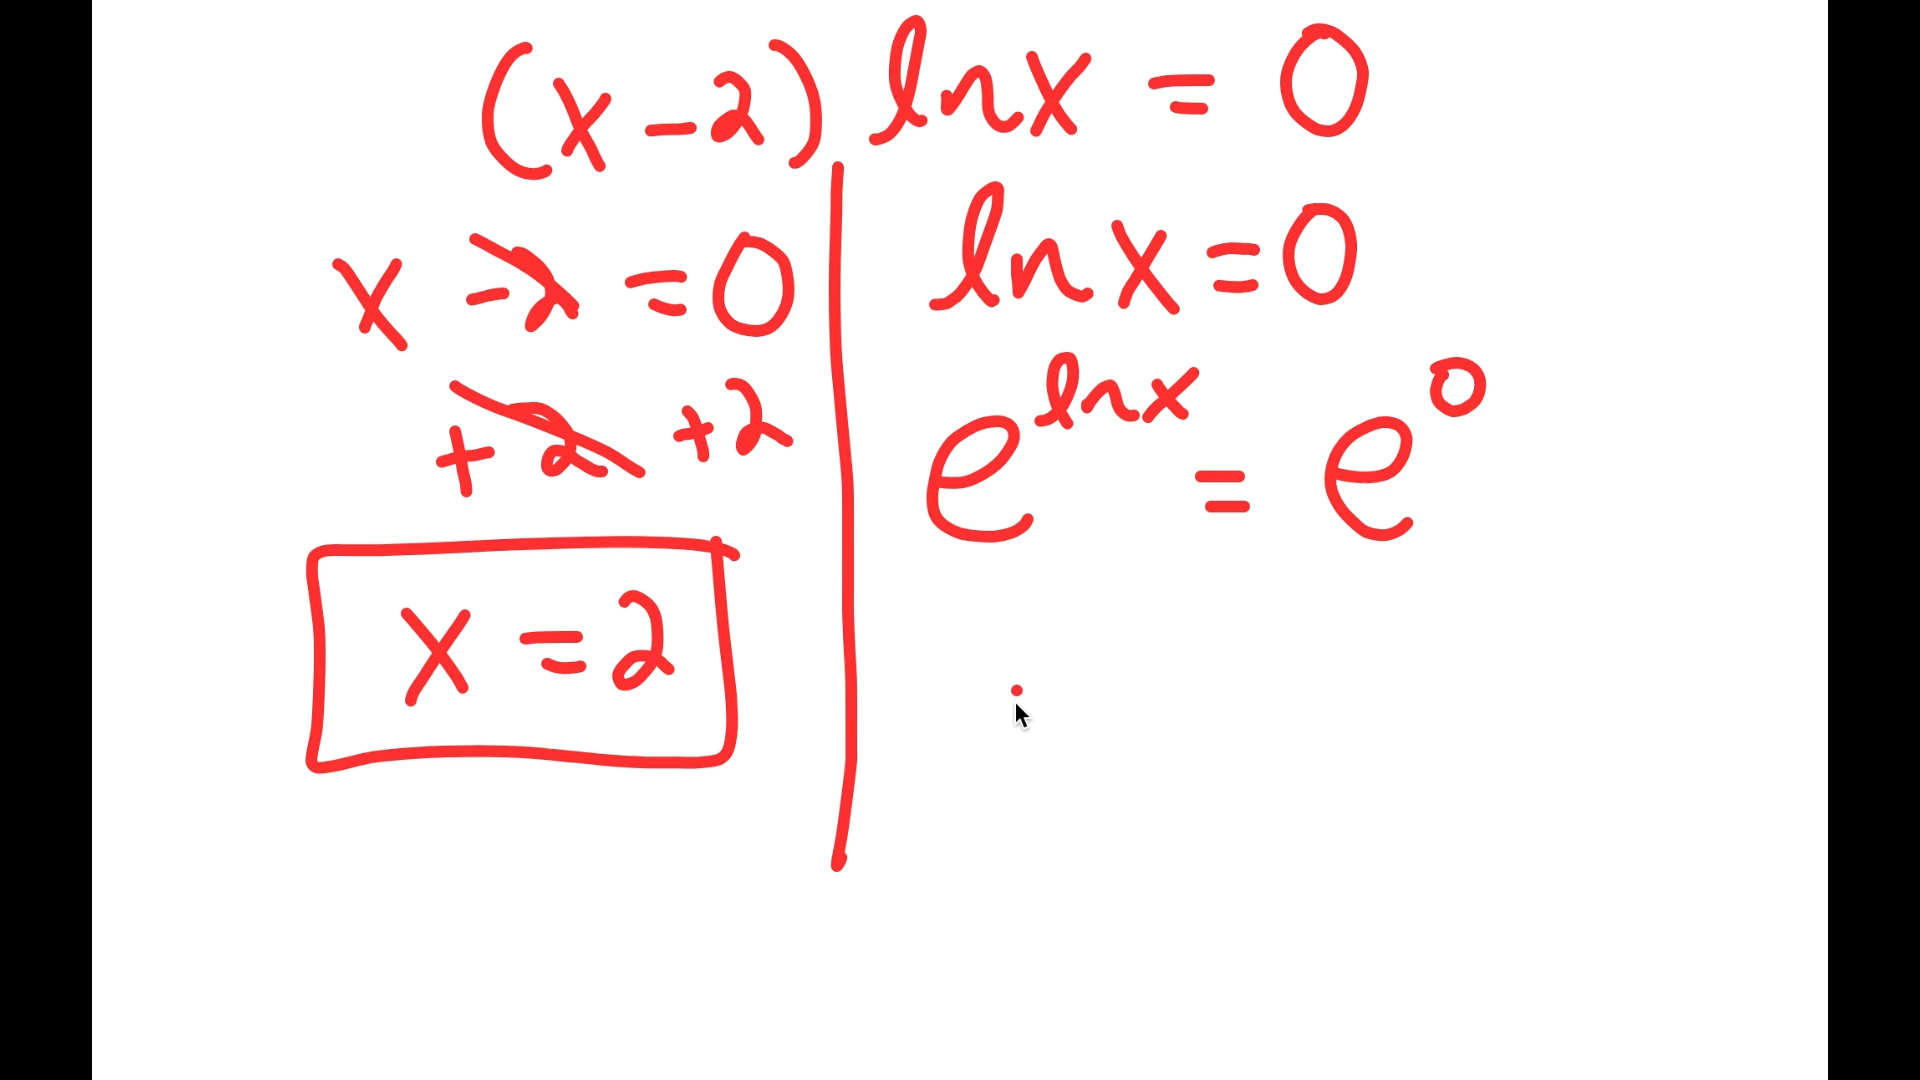 (x - 2) ln x = 0
x - 2 = 0
+ 2 + 2
x = 2
ln x = 0
e^{ln x} = e^0